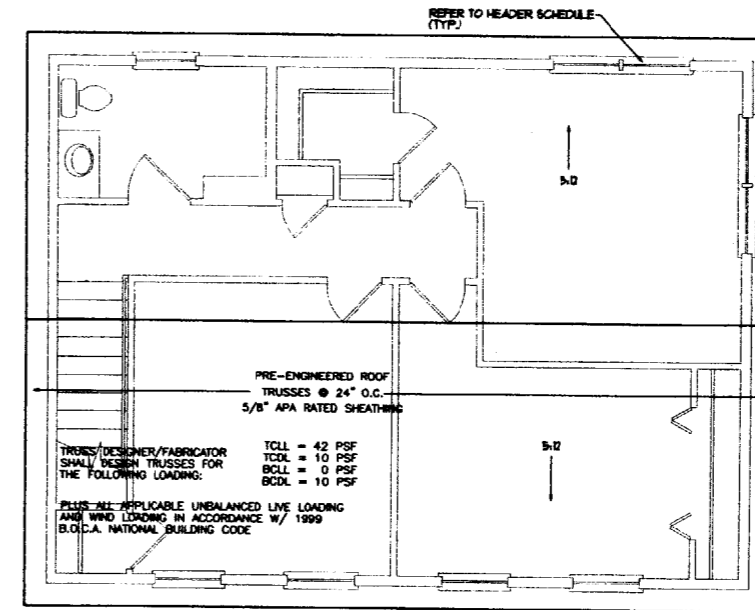 REFER TO HEADER SCHEDULE
(TYP.)
5:12
PRE-ENGINEERED ROOF
TRUSSES @ 24" O.C.
5/8" APA RATED SHEATHING
TRUSS DESIGNER/FABRICATOR
SHALL DESIGN TRUSSES FOR
THE FOLLOWING LOADING:
TCLL = 42 PSF
TCDL = 10 PSF
BCLL = 0 PSF
BCDL = 10 PSF
5:12
PLUS ALL APPLICABLE UNBALANCED LIVE LOADING
AND WIND LOADING IN ACCORDANCE W/ 1999
B.O.C.A. NATIONAL BUILDING CODE